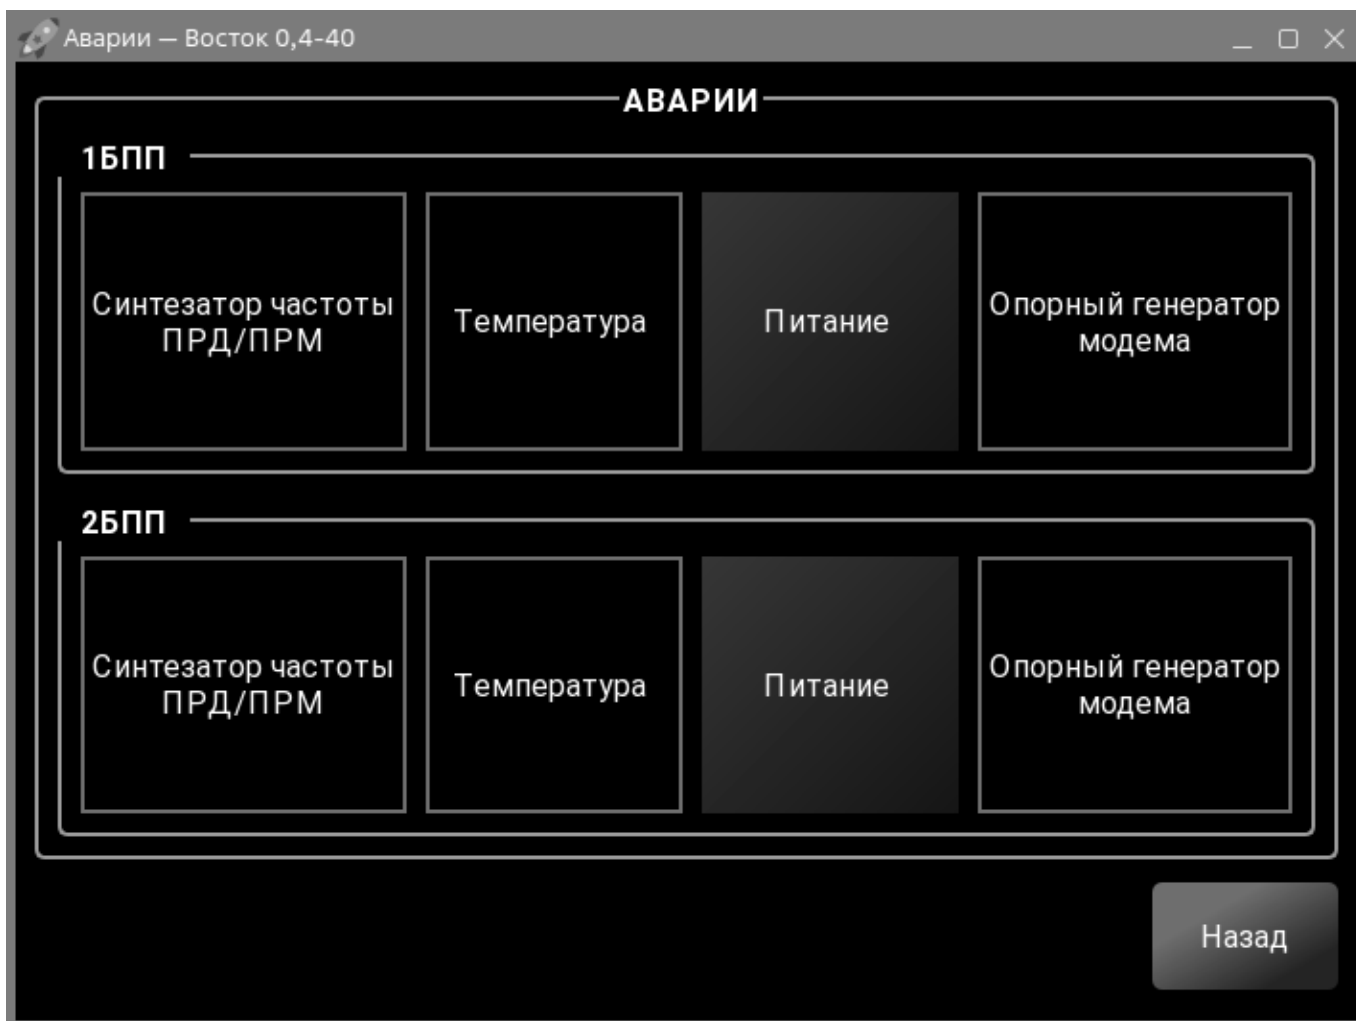 Аварии — Восток 0,4-40
АВАРИИ
1БПП
Синтезатор частоты
ПРД/ПРМ
Температура
Питание
Опорный генератор
модема
2БПП
Синтезатор частоты
ПРД/ПРМ
Температура
Питание
Опорный генератор
модема
Назад